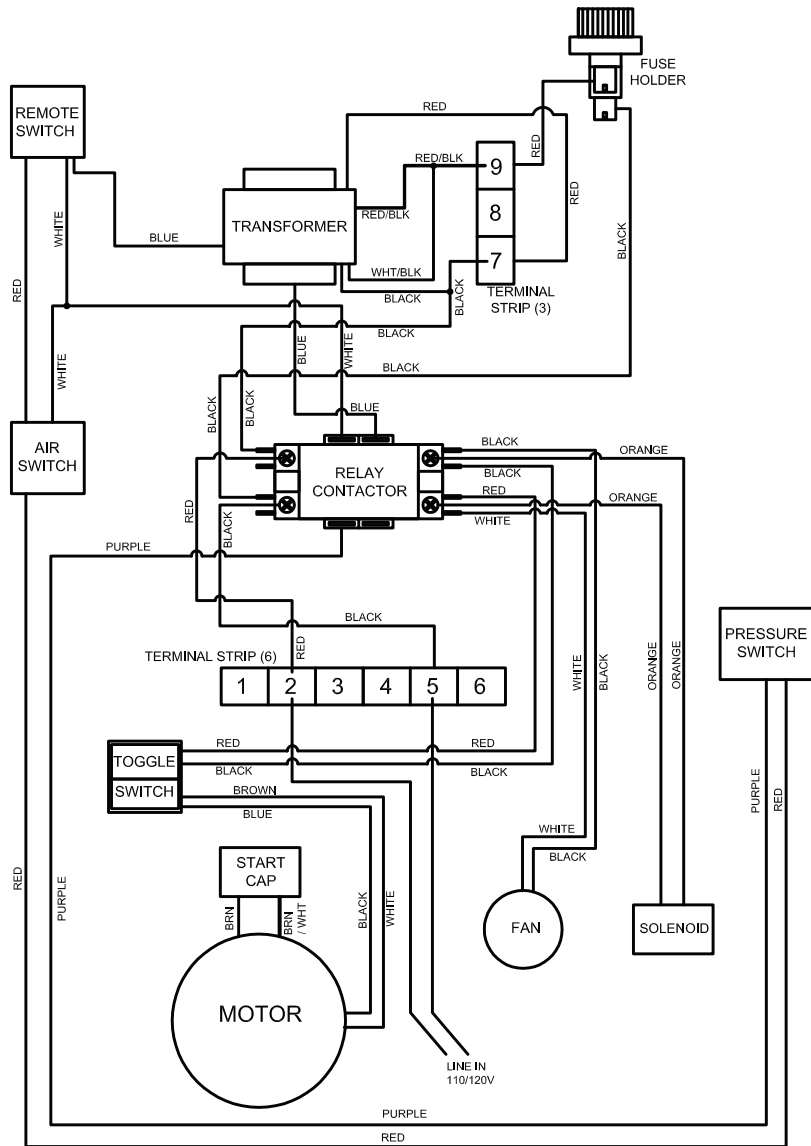 FUSE
HOLDER
RED
REMOTE
SWITCH
RED/BLK
RED
9
8
7
RED
BLACK
TRANSFORMER
RED/BLK
WHITE
BLUE
WHT/BLK
BLACK
BLACK
TERMINAL
STRIP (3)
RED
BLACK
BLUE
WHITE
WHITE
BLACK
BLACK
BLACK
BLUE
AIR
SWITCH
RELAY
CONTACTOR
BLACK
ORANGE
BLACK
RED
ORANGE
WHITE
RED
BLACK
PURPLE
BLACK
RED
TERMINAL STRIP (6)
1 2 3 4 5 6
PRESSURE
SWITCH
WHITE
BLACK
ORANGE
ORANGE
TOGGLE
SWITCH
RED
RED
BLACK
BLACK
BROWN
BLUE
PURPLE
RED
WHITE
BLACK
START
CAP
BRN
BRN
/ WHT
BLACK
WHITE
RED
PURPLE
FAN
SOLENOID
MOTOR
LINE IN
110/120V
PURPLE
RED